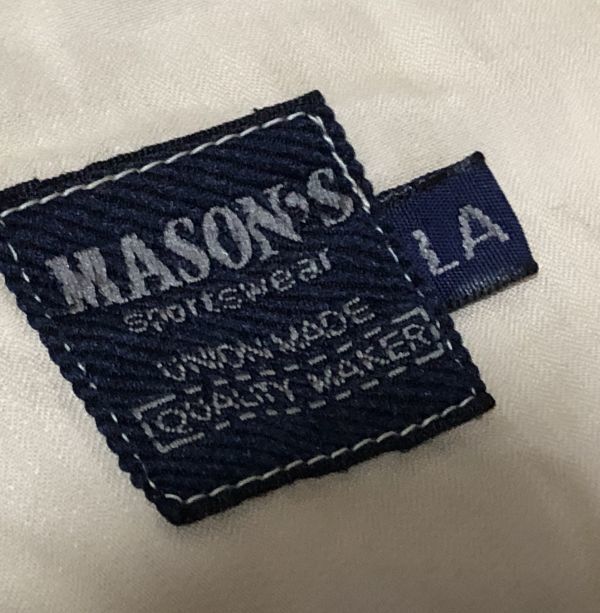 MASON'S
sportswear
UNION MADE
QUALITY MAKER
LA